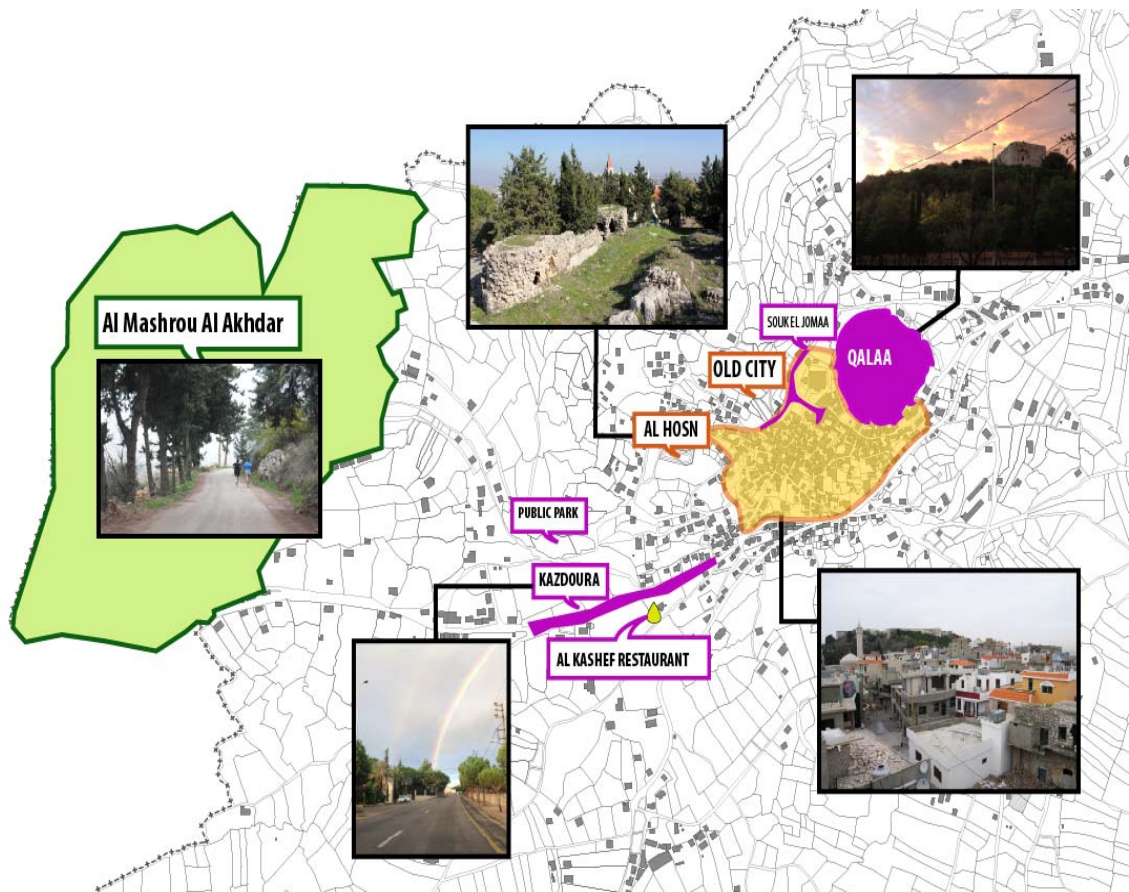 SOUK EL JOMAA
Al Mashrou Al Akhdar
QALAA
OLD CITY
AL HOSN
PUBLIC PARK
KAZDOURA
AL KASHEF RESTAURANT